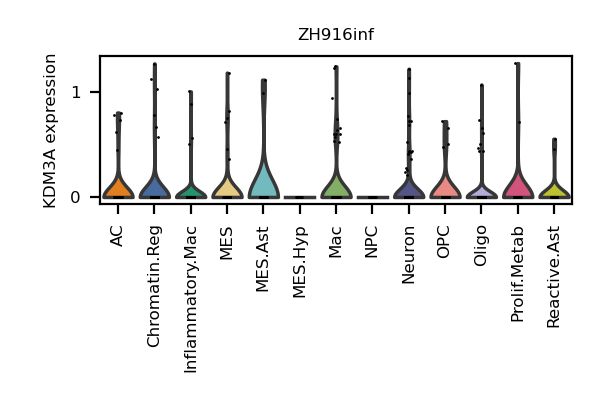 ZH916inf
KDM3A expression
1
0
AC
Chromatin.Reg
Inflammatory.Mac
MES
MES.Ast
MES.Hyp
Mac
NPC
Neuron
OPC
Oligo
Prolif.Metab
Reactive.Ast